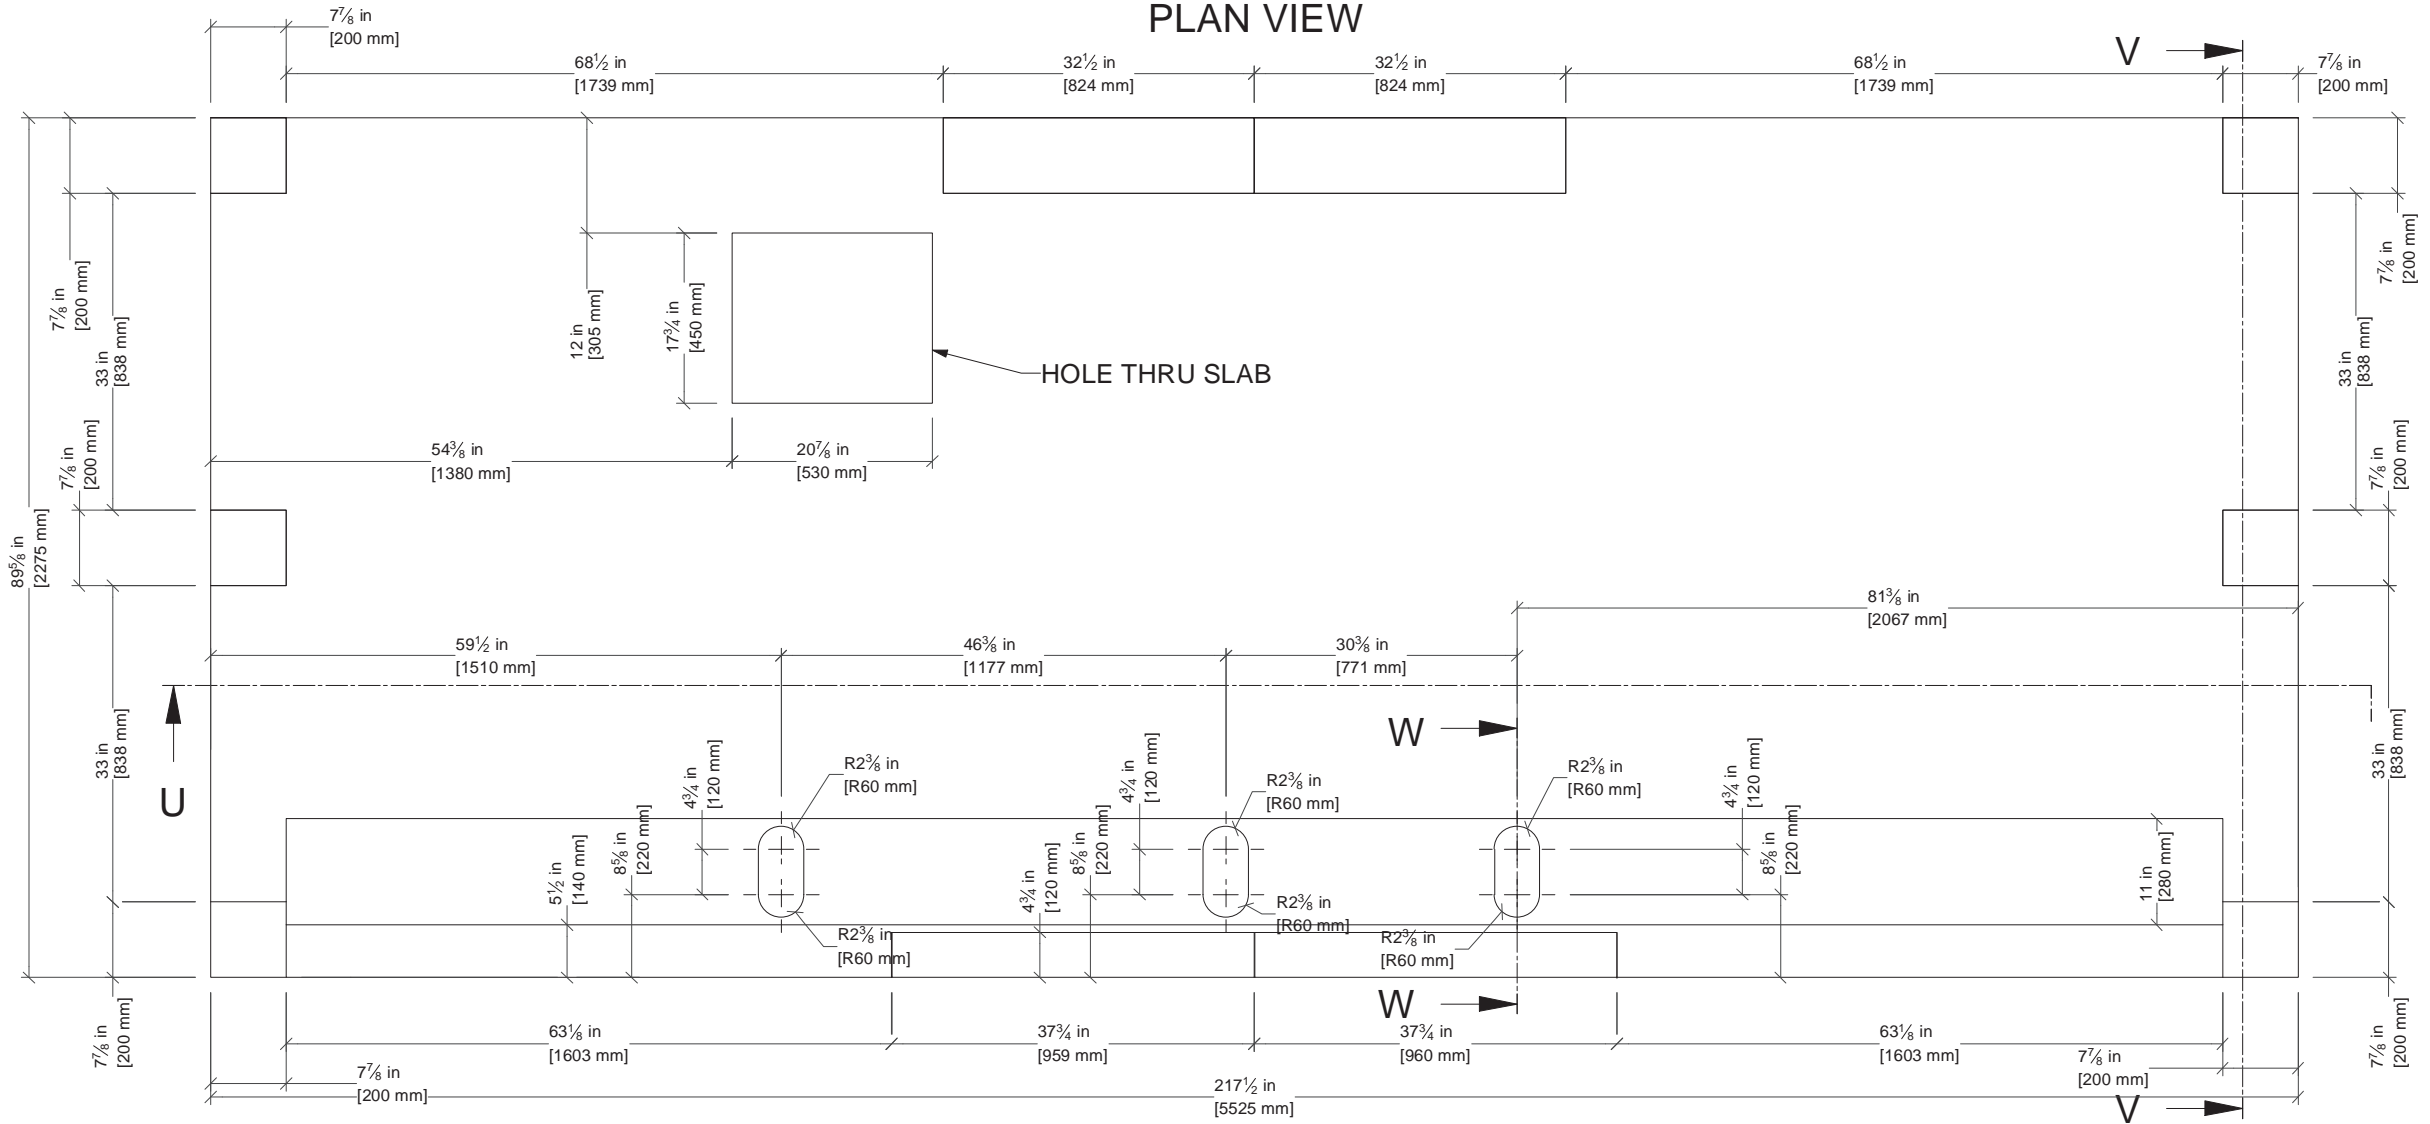 PLAN VIEW
7⅞ in
[200 mm]
68½ in
[1739 mm]
32½ in
[824 mm]
32½ in
[824 mm]
68½ in
[1739 mm]
V
7⅞ in
[200 mm]
7⅞ in
[200 mm]
33 in
[838 mm]
7⅞ in
[200 mm]
89⅝ in
[2275 mm]
12 in
[305 mm]
17¾ in
[450 mm]
HOLE THRU SLAB
54⅜ in
[1380 mm]
20⅞ in
[530 mm]
7⅞ in
[200 mm]
33 in
[838 mm]
7⅞ in
[200 mm]
81⅜ in
[2067 mm]
59½ in
[1510 mm]
46⅜ in
[1177 mm]
30⅜ in
[771 mm]
U
33 in
[838 mm]
W
33 in
[838 mm]
R2⅜ in
[R60 mm]
4¾ in
[120 mm]
8⅝ in
[220 mm]
5½ in
[140 mm]
R2⅜ in
[R60 mm]
R2⅜ in
[R60 mm]
4¾ in
[120 mm]
8⅝ in
[220 mm]
4¾ in
[120 mm]
R2⅜ in
[R60 mm]
R2⅜ in
[R60 mm]
4¾ in
[120 mm]
8⅝ in
[220 mm]
R2⅜ in
[R60 mm]
11 in
[280 mm]
W
7⅞ in
[200 mm]
63⅛ in
[1603 mm]
37¾ in
[959 mm]
37¾ in
[960 mm]
63⅛ in
[1603 mm]
7⅞ in
[200 mm]
7⅞ in
[200 mm]
7⅞ in
[200 mm]
217½ in
[5525 mm]
V